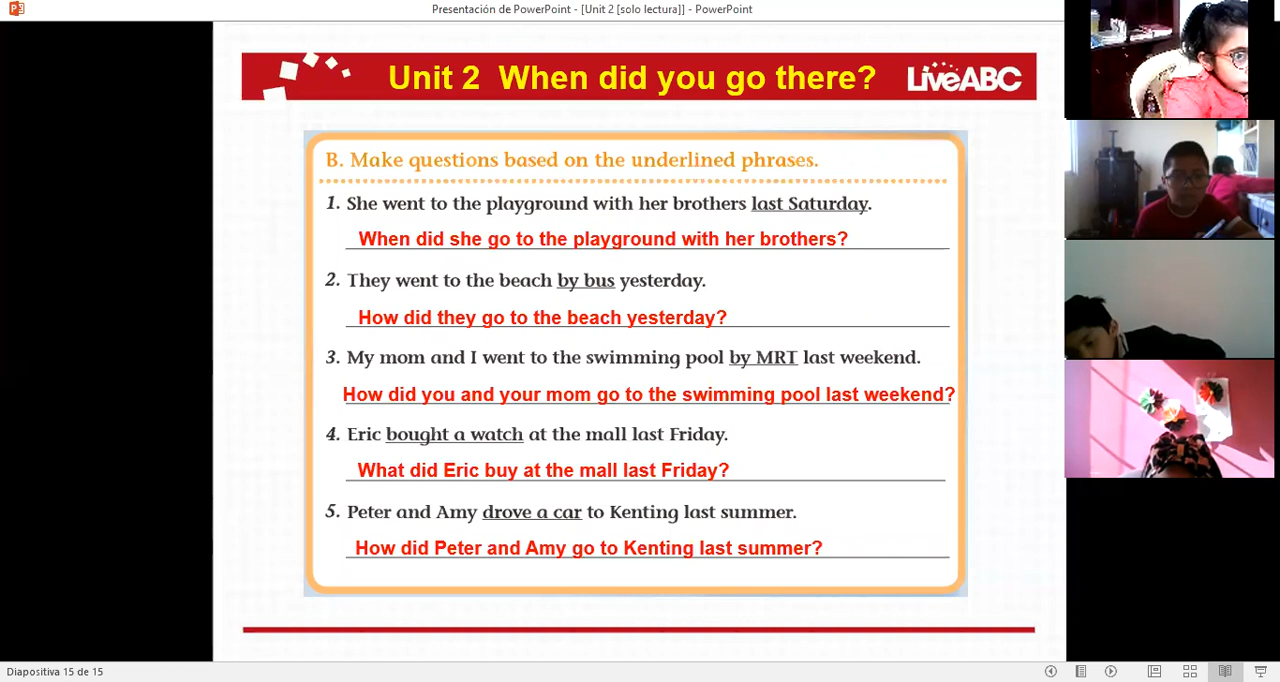 Presentación de PowerPoint - [Unit 2 [solo lectura]] - PowerPoint
Unit 2 When did you go there?
LiveABC
B. Make questions based on the underlined phrases.
1. She went to the playground with her brothers last Saturday.
When did she go to the playground with her brothers?
2. They went to the beach by bus yesterday.
How did they go to the beach yesterday?
3. My mom and I went to the swimming pool by MRT last weekend.
How did you and your mom go to the swimming pool last weekend?
4. Eric bought a watch at the mall last Friday.
What did Eric buy at the mall last Friday?
5. Peter and Amy drove a car to Kenting last summer.
How did Peter and Amy go to Kenting last summer?
Diapositiva 15 de 15